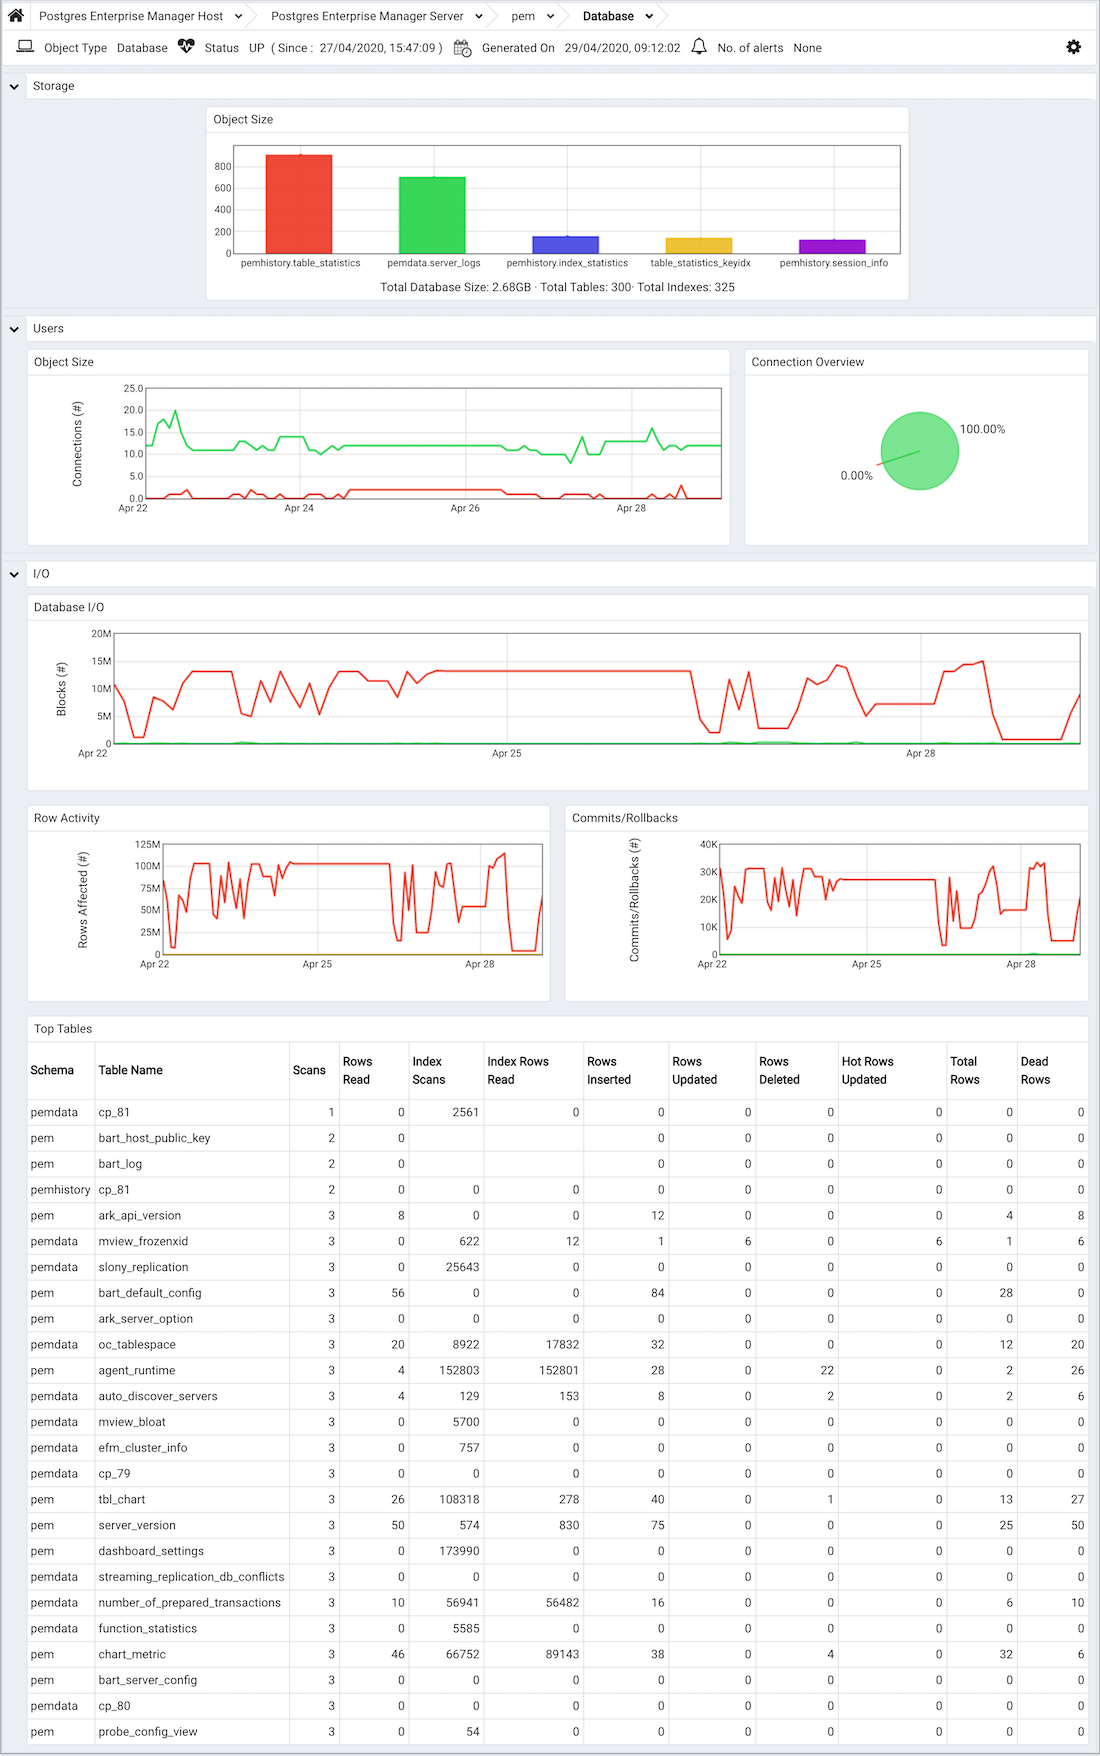 Postgres Enterprise Manager Host Postgres Enterprise Manager Server pem Database
Object Type Database Status UP ( Since : 27/04/2020, 15:47:09 ) Generated On 29/04/2020, 09:12:02 No. of alerts None
Storage
Object Size
800
600
400
200
0
pemhistory.table_statistics pemdata.server_logs pemhistory.index_statistics table_statistics_keyidx pemhistory.session_info
Total Database Size: 2.68GB · Total Tables: 300· Total Indexes: 325
Users
Object Size
Connections (#)
25.0
20.0
15.0
10.0
5.0
0.0
Apr 22 Apr 24 Apr 26 Apr 28
Connection Overview
100.00%
0.00%
I/O
Database I/O
Blocks (#)
20M
15M
10M
5M
0
Apr 22 Apr 25 Apr 28
Row Activity
Rows Affected (#)
125M
100M
75M
50M
25M
0
Apr 22 Apr 25 Apr 28
Commits/Rollbacks
Commits/Rollbacks (#)
40K
30K
20K
10K
0
Apr 22 Apr 25 Apr 28
Top Tables
Schema Table Name Scans Rows Read Index Scans Index Rows Read Rows Inserted Rows Updated Rows Deleted Hot Rows Updated Total Rows Dead Rows
pemdata cp_81 1 0 2561 0 0 0 0 0 0 0
pem bart_host_public_key 2 0 0 0 0 0 0 0
pem bart_log 2 0 0 0 0 0 0 0
pemhistory cp_81 2 0 0 0 0 0 0 0 0 0
pem ark_api_version 3 8 0 0 12 0 0 0 4 8
pemdata mview_frozenxid 3 0 622 12 1 6 0 6 1 6
pemdata slony_replication 3 0 25643 0 0 0 0 0 0 0
pem bart_default_config 3 56 0 0 84 0 0 0 28 0
pem ark_server_option 3 0 0 0 0 0 0 0 0 0
pemdata oc_tablespace 3 20 8922 17832 32 0 0 0 12 20
pem agent_runtime 3 4 152803 152801 28 0 22 0 2 26
pemdata auto_discover_servers 3 4 129 153 8 0 2 0 2 6
pemdata mview_bloat 3 0 5700 0 0 0 0 0 0 0
pemdata efm_cluster_info 3 0 757 0 0 0 0 0 0 0
pemdata cp_79 3 0 0 0 0 0 0 0 0 0
pem tbl_chart 3 26 108318 278 40 0 1 0 13 27
pem server_version 3 50 574 830 75 0 0 0 25 50
pem dashboard_settings 3 0 173990 0 0 0 0 0 0 0
pemdata streaming_replication_db_conflicts 3 0 0 0 0 0 0 0 0 0
pemdata number_of_prepared_transactions 3 10 56941 56482 16 0 0 0 6 10
pemdata function_statistics 3 0 5585 0 0 0 0 0 0 0
pem chart_metric 3 46 66752 89143 38 0 4 0 32 6
pem bart_server_config 3 0 0 0 0 0 0 0 0 0
pemdata cp_80 3 0 0 0 0 0 0 0 0 0
pem probe_config_view 3 0 54 0 0 0 0 0 0 0